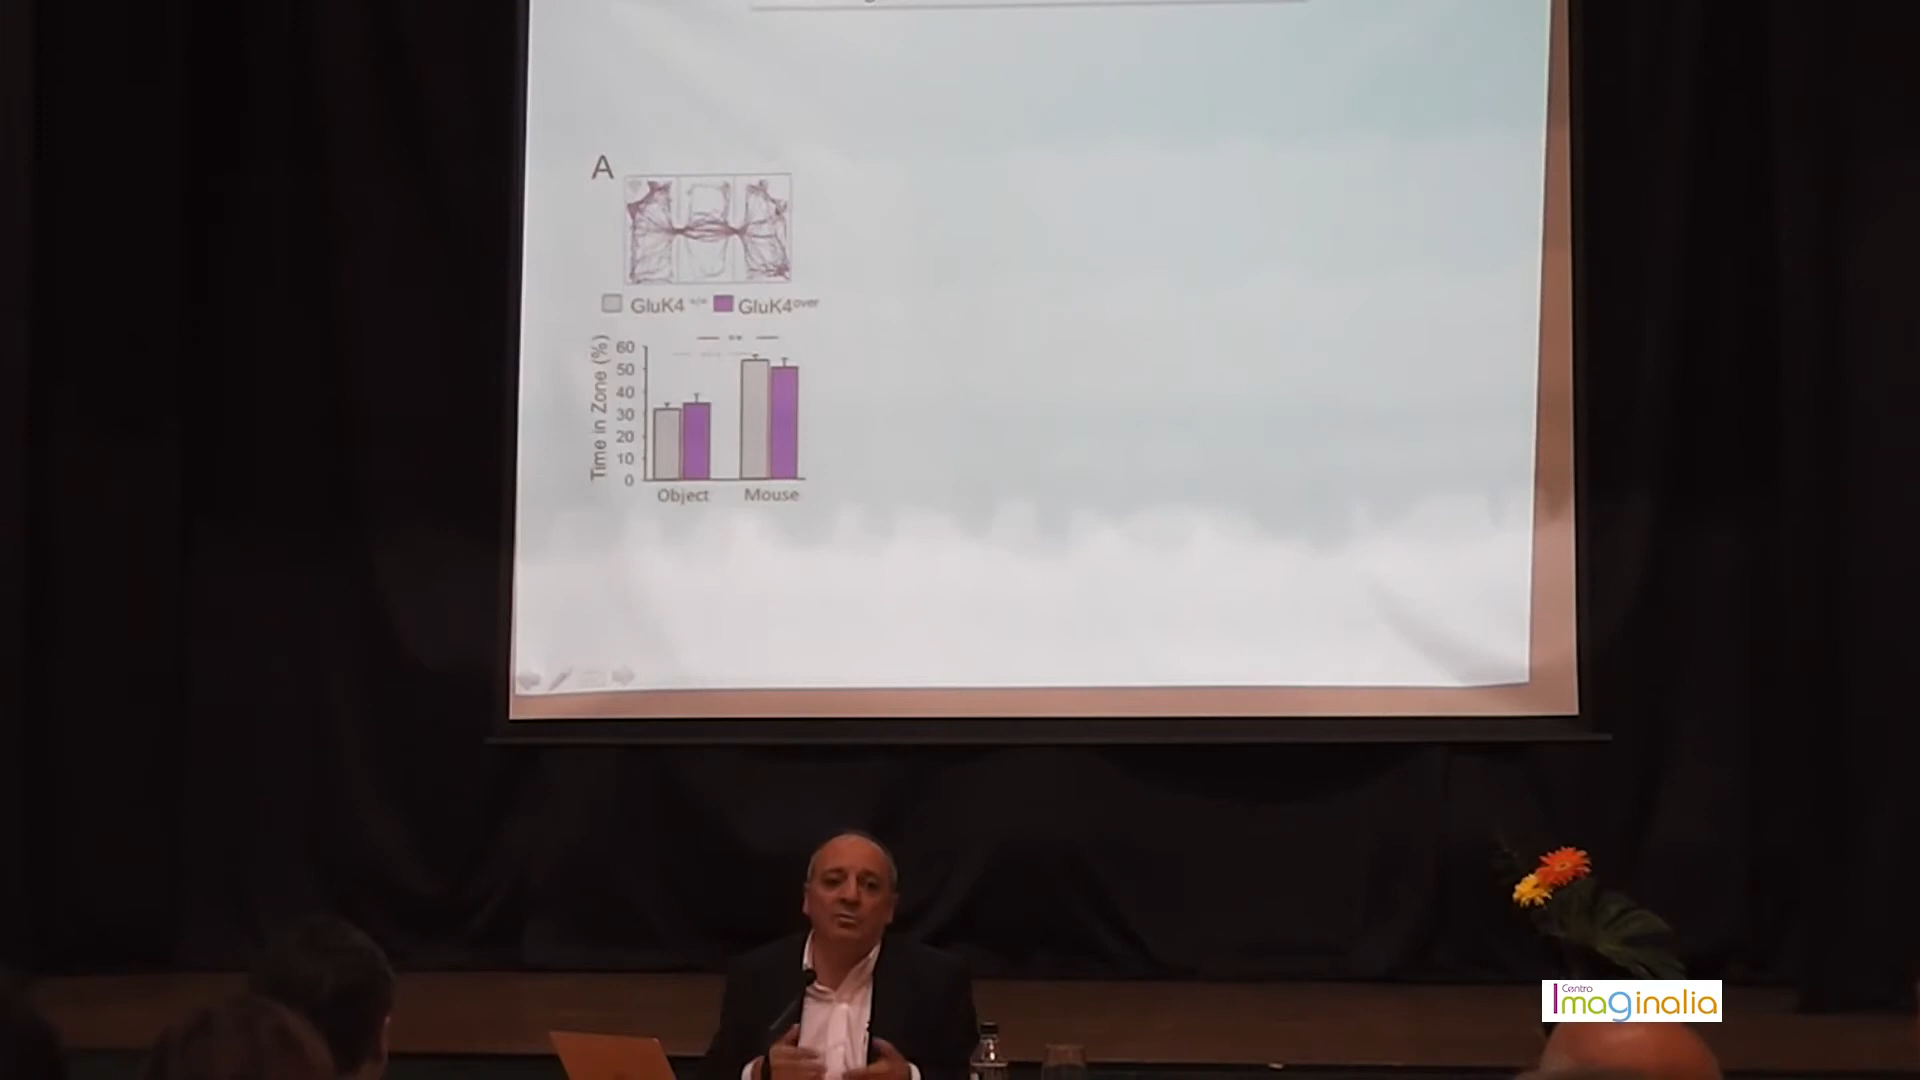 A
GluK4 GluK4over
Time in Zone (%)
60
50
40
30
20
10
0
Object Mouse
Centro
Imaginalia